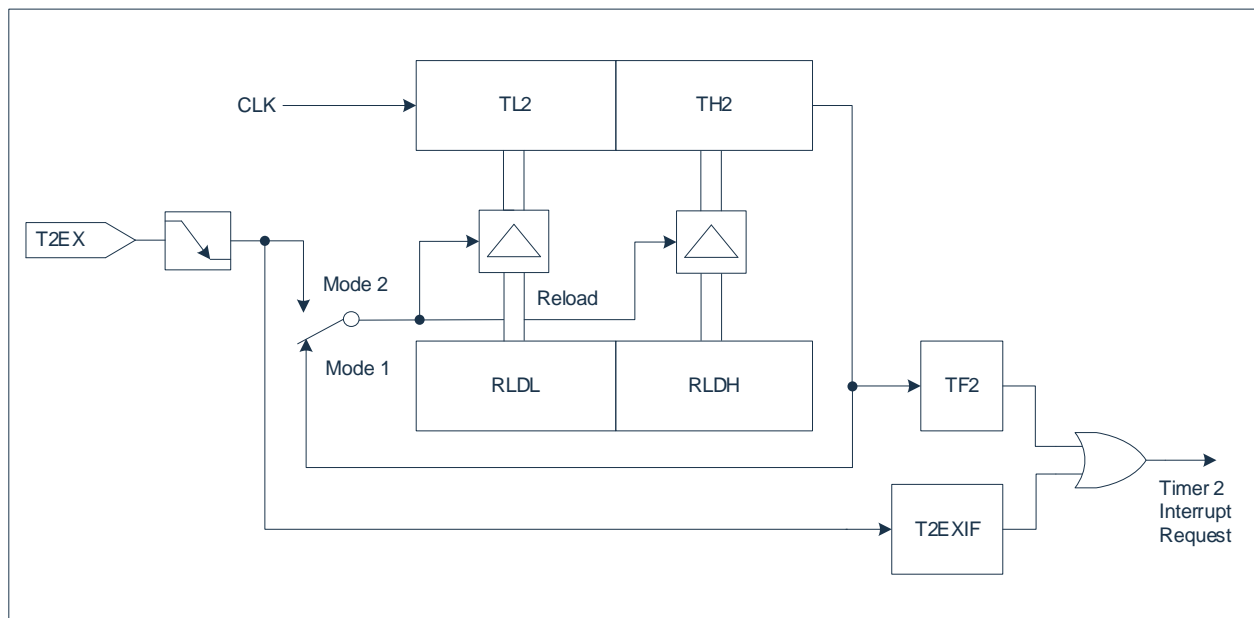 TL2
TH2
CLK
T2EX
Mode 2
Reload
Mode 1
RLDL
RLDH
TF2
T2EXIF
Timer 2
Interrupt
Request